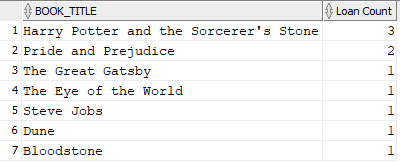 BOOK_TITLE Loan Count
1 Harry Potter and the Sorcerer's Stone 3
2 Pride and Prejudice 2
3 The Great Gatsby 1
4 The Eye of the World 1
5 Steve Jobs 1
6 Dune 1
7 Bloodstone 1